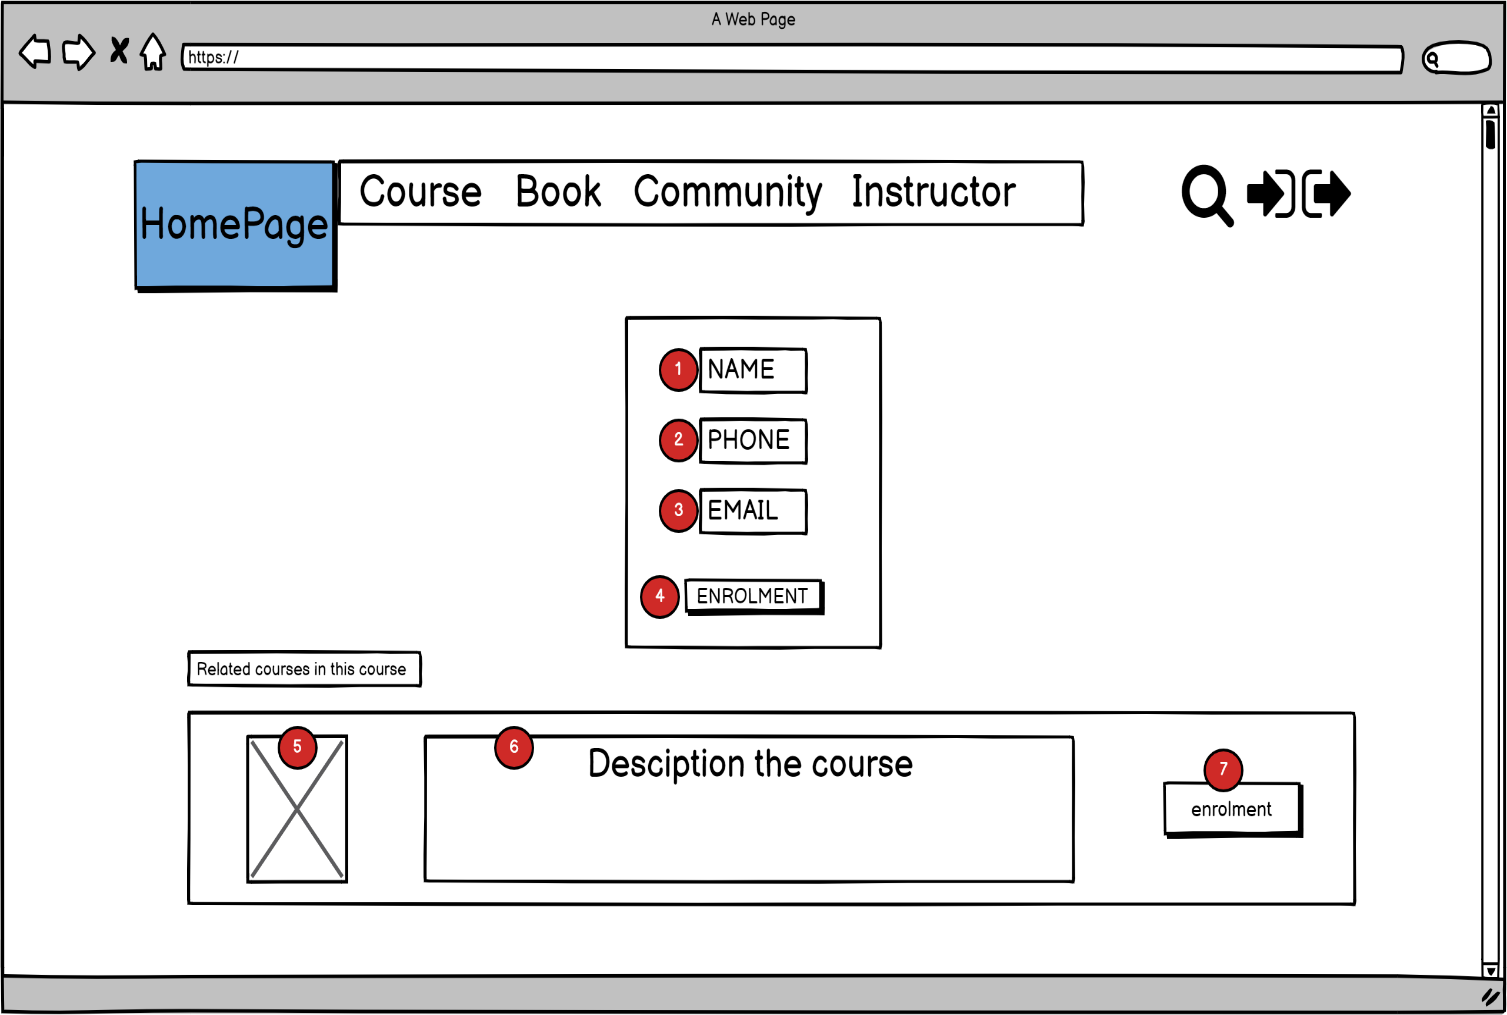 A Web Page
https://
HomePage
Course Book Community Instructor
1 NAME
2 PHONE
3 EMAIL
4 ENROLMENT
Related courses in this course
5
6
Desciption the course
7
enrolment